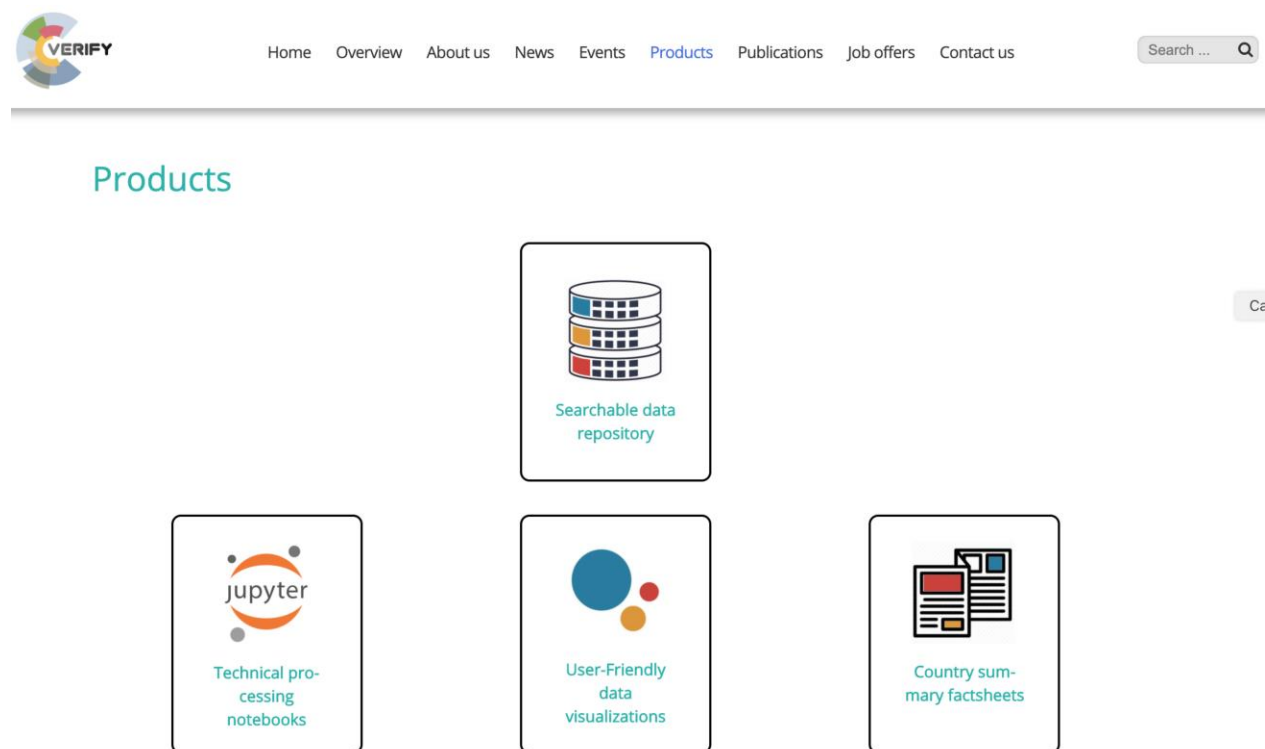 VERIFY
Home Overview About us News Events Products Publications Job offers Contact us
Search ...
Products
Ca
Searchable data
repository
jupyter
Technical pro-
cessing
notebooks
User-Friendly
data
visualizations
Country sum-
mary factsheets